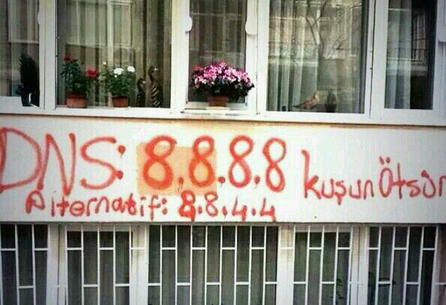 DNS: 8.8.8.8 kuşun Ötsün
Alternatif: 8.8.4.4